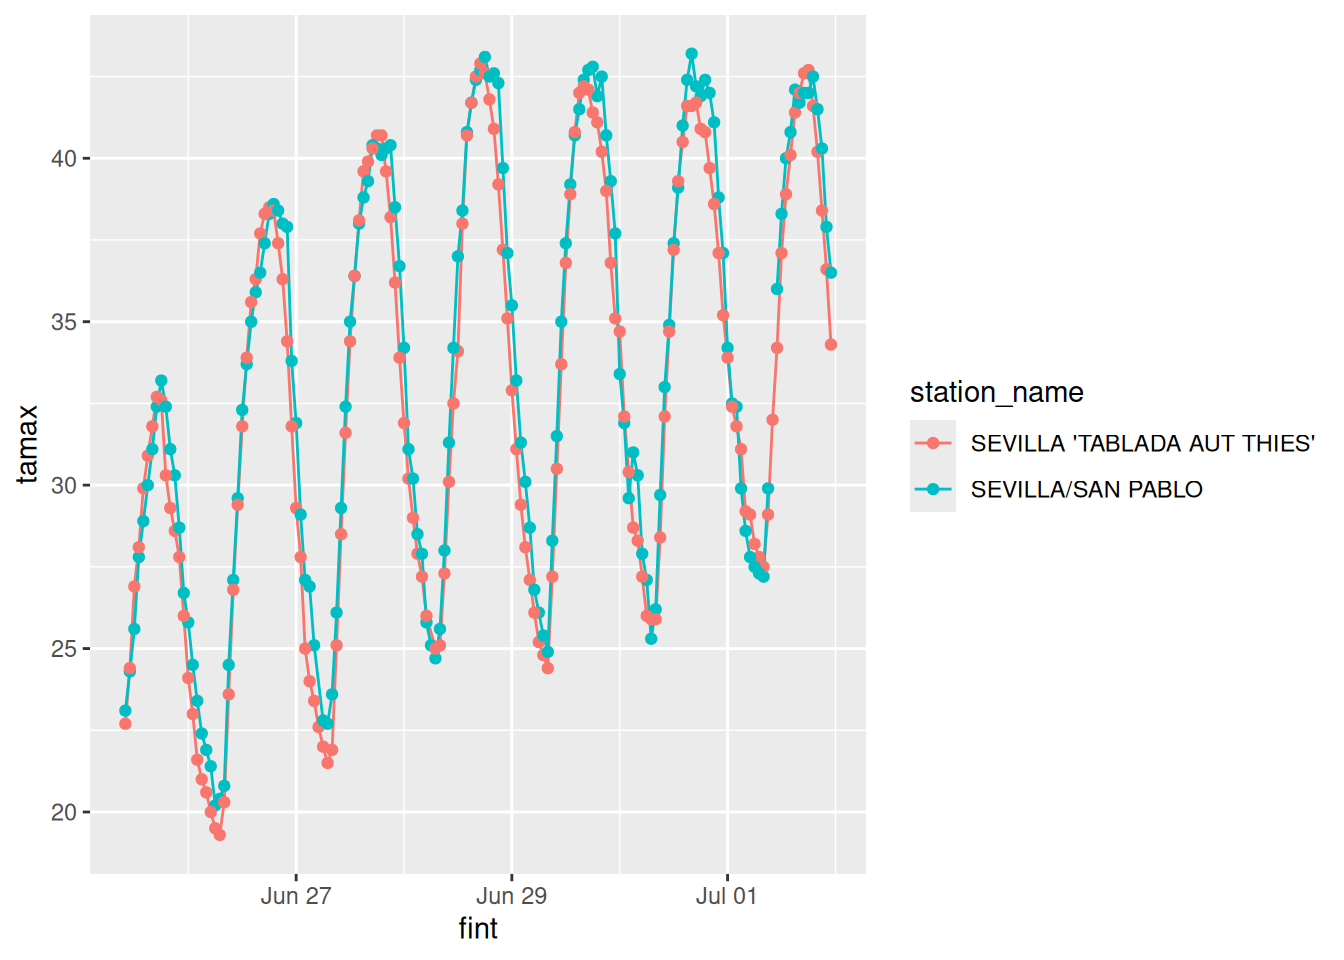 40
35
30
25
20
tamax
Jun 27
Jun 29
Jul 01
fint
station_name
SEVILLA 'TABLADA AUT THIES'
SEVILLA/SAN PABLO